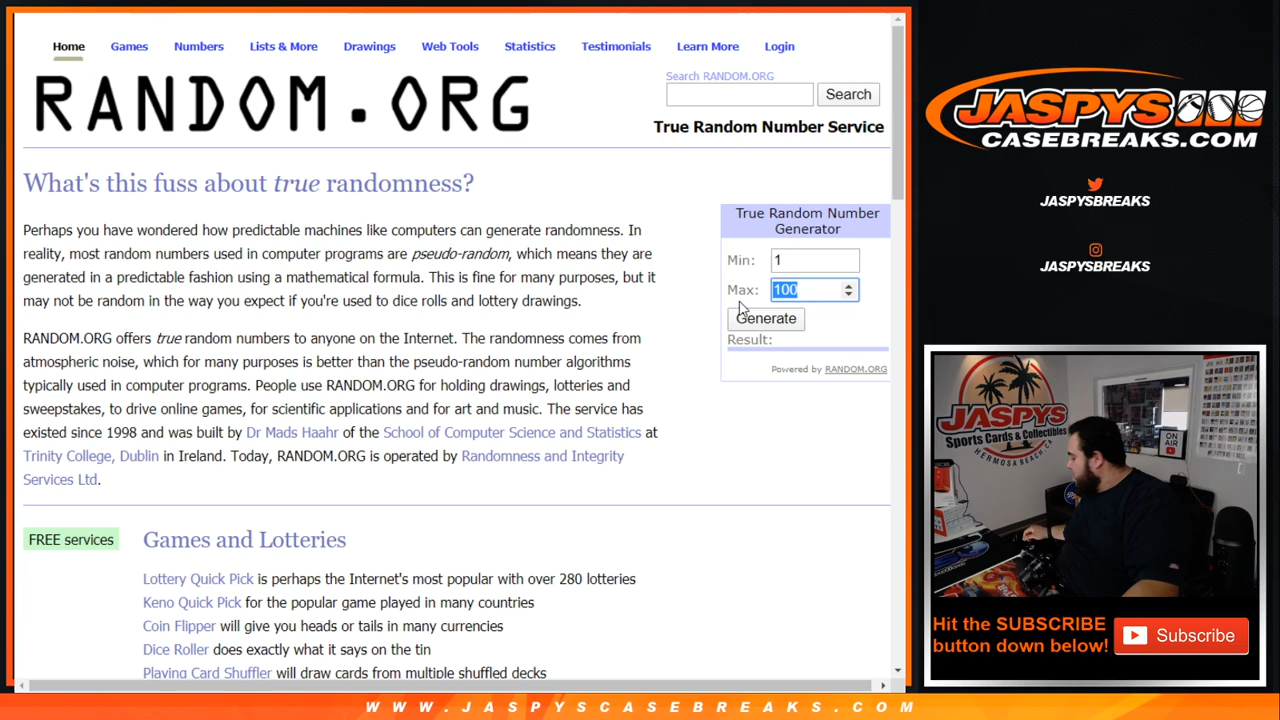 Home Games Numbers Lists & More Drawings Web Tools Statistics Testimonials Learn More Login
RANDOM.ORG
Search RANDOM.ORG
Search
True Random Number Service
What's this fuss about true randomness?
Perhaps you have wondered how predictable machines like computers can generate randomness. In
reality, most random numbers used in computer programs are pseudo-random, which means they are
generated in a predictable fashion using a mathematical formula. This is fine for many purposes, but it
may not be random in the way you expect if you're used to dice rolls and lottery drawings.
RANDOM.ORG offers true random numbers to anyone on the Internet. The randomness comes from
atmospheric noise, which for many purposes is better than the pseudo-random number algorithms
typically used in computer programs. People use RANDOM.ORG for holding drawings, lotteries and
sweepstakes, to drive online games, for scientific applications and for art and music. The service has
existed since 1998 and was built by Dr Mads Haahr of the School of Computer Science and Statistics at
Trinity College, Dublin in Ireland. Today, RANDOM.ORG is operated by Randomness and Integrity
Services Ltd.
True Random Number
Generator
Min: 1
Max: 100
Generate
Result:
Powered by RANDOM.ORG
FREE services
Games and Lotteries
Lottery Quick Pick is perhaps the Internet's most popular with over 280 lotteries
Keno Quick Pick for the popular game played in many countries
Coin Flipper will give you heads or tails in many currencies
Dice Roller does exactly what it says on the tin
Playing Card Shuffler will draw cards from multiple shuffled decks
JASPYS
CASEBREAKS.COM
JASPYSBREAKS
JASPYSBREAKS
JASPYS
Sports Cards & Collectibles
HERMOSA BEACH, CA
ON
AIR
Hit the SUBSCRIBE
button down below!
Subscribe
WWW.JASPYSCASEBREAKS.COM